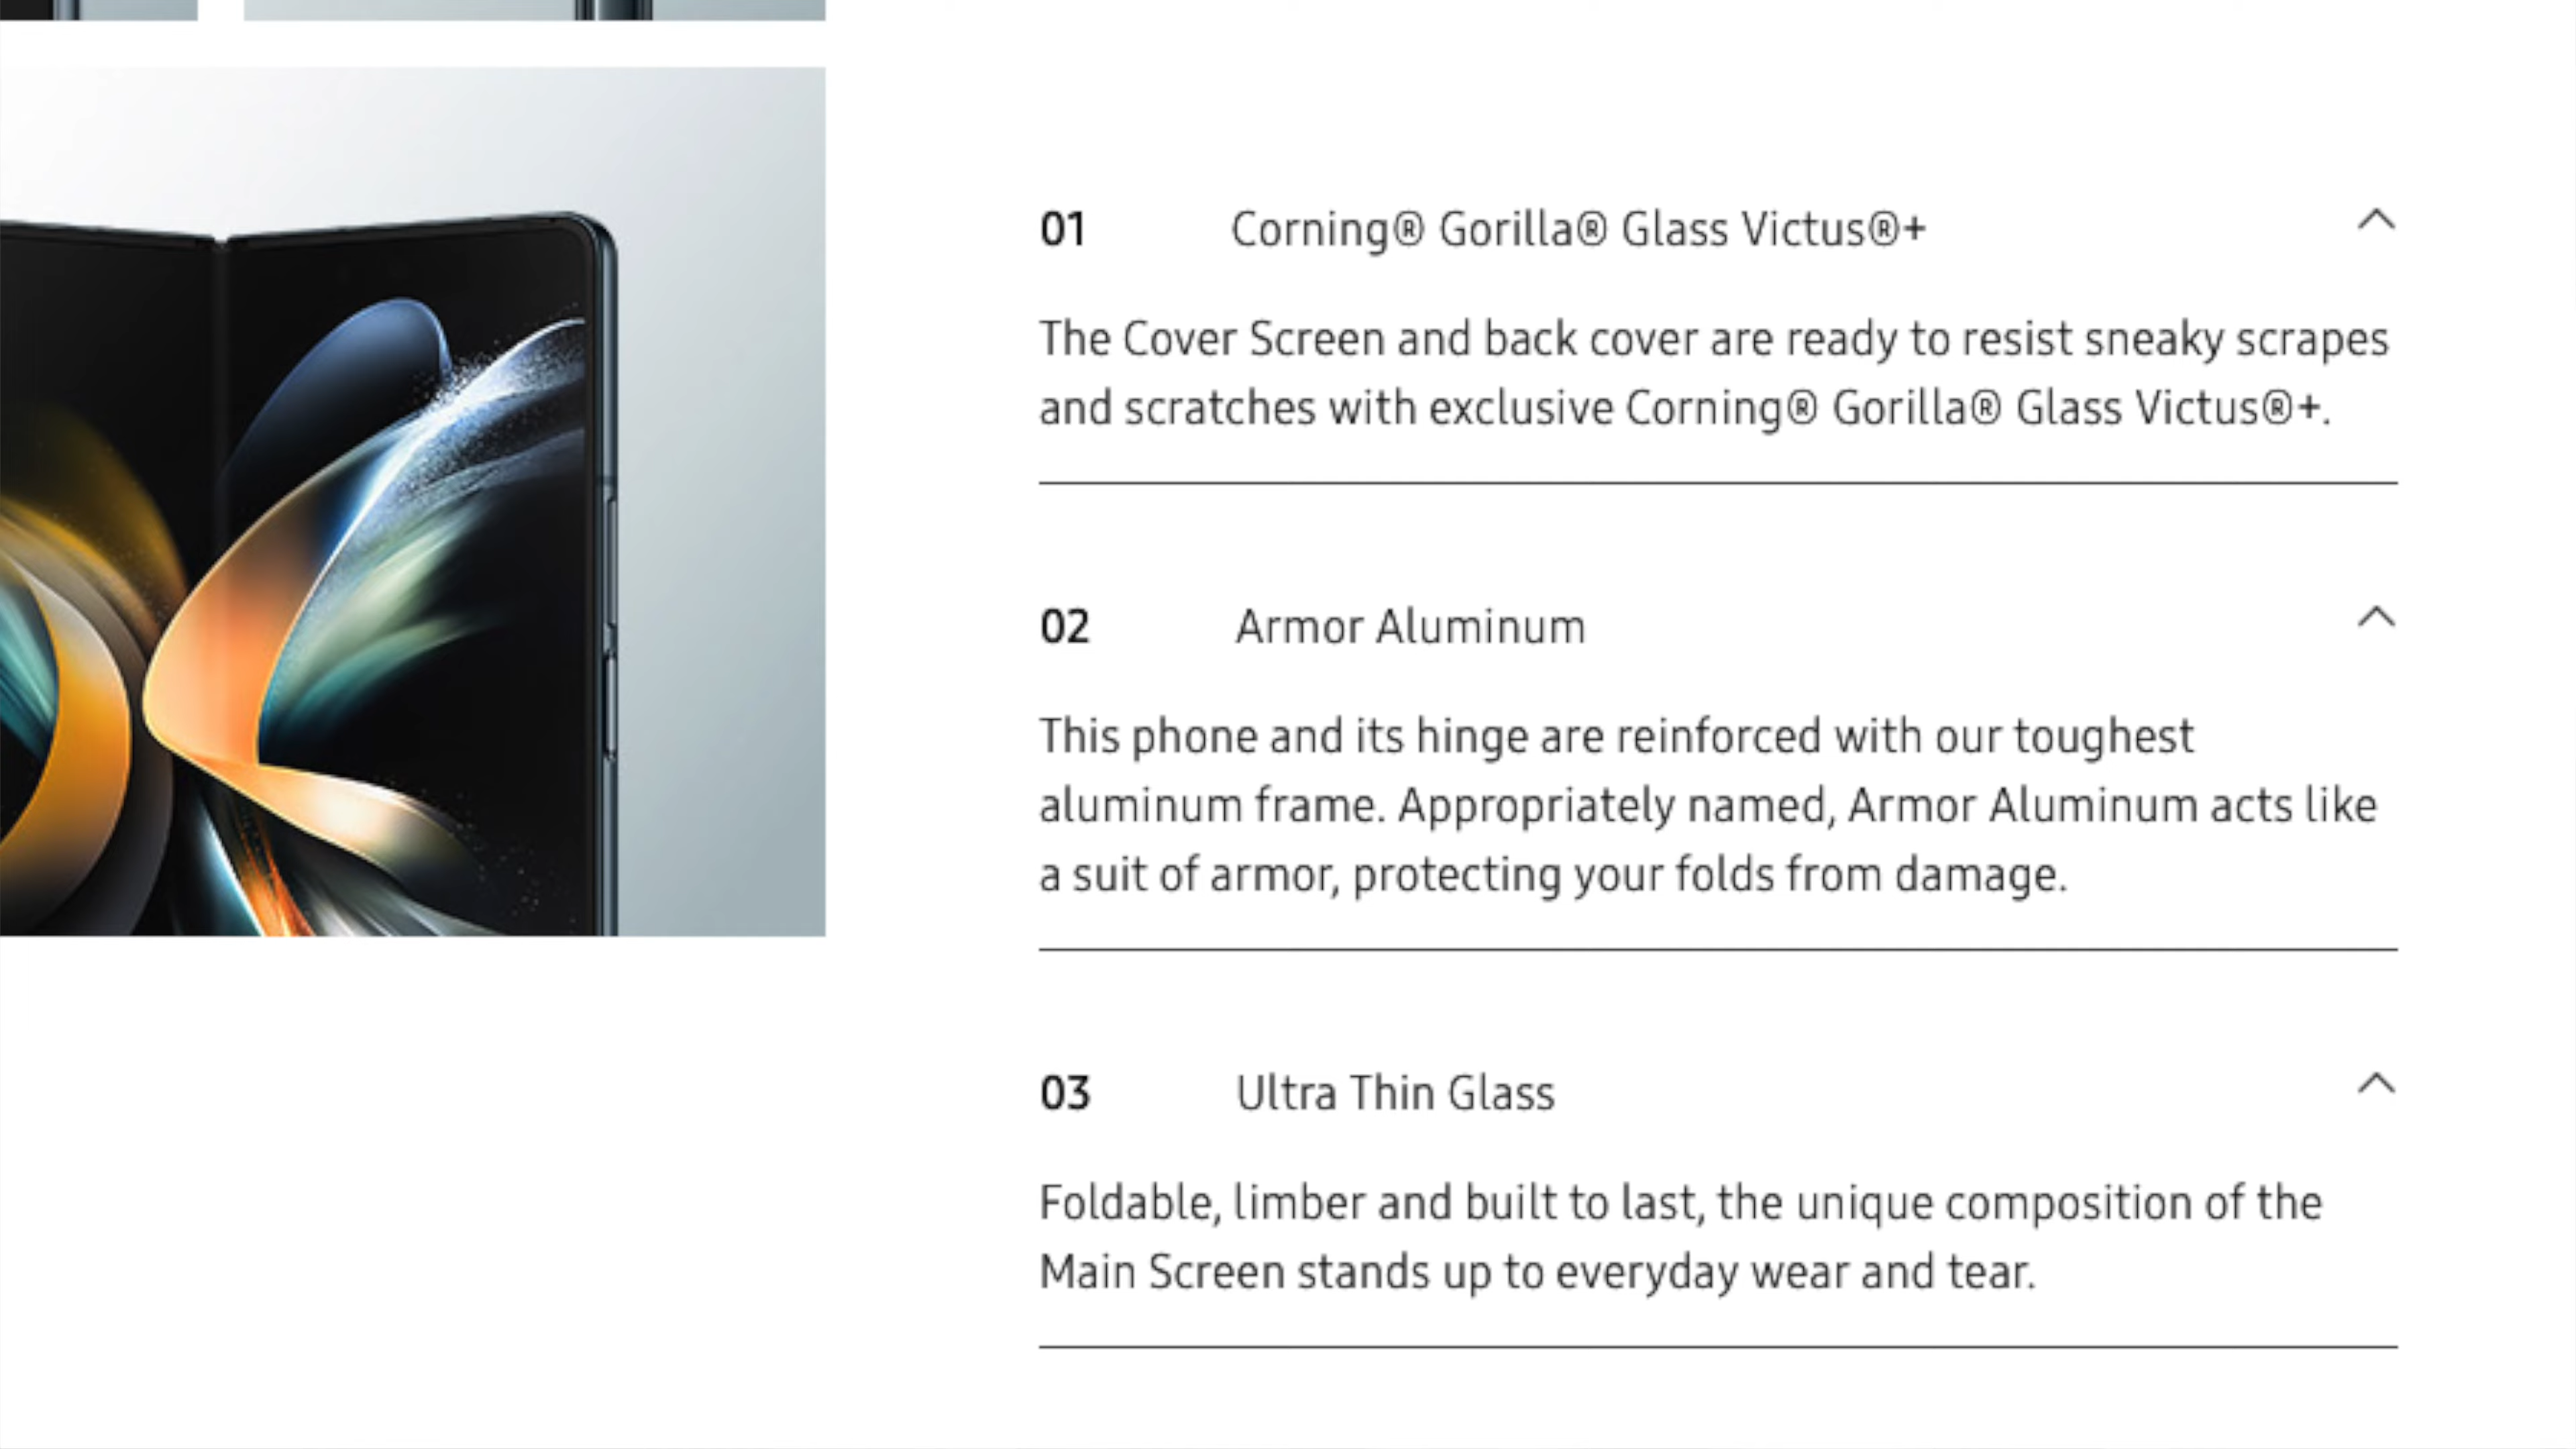 01 Corning® Gorilla® Glass Victus®+
The Cover Screen and back cover are ready to resist sneaky scrapes
and scratches with exclusive Corning® Gorilla® Glass Victus®+.
02 Armor Aluminum
This phone and its hinge are reinforced with our toughest
aluminum frame. Appropriately named, Armor Aluminum acts like
a suit of armor, protecting your folds from damage.
03 Ultra Thin Glass
Foldable, limber and built to last, the unique composition of the
Main Screen stands up to everyday wear and tear.